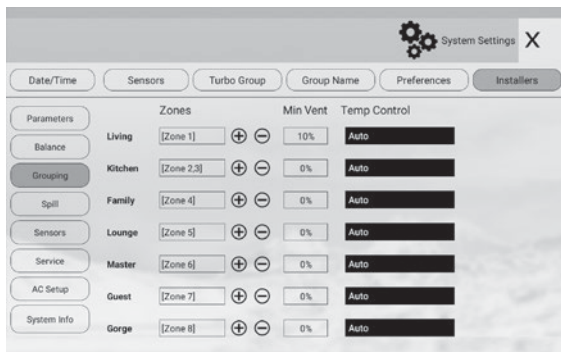 System Settings X
Date/Time Sensors Turbo Group Group Name Preferences Installers
Parameters
Balance
Grouping
Spill
Sensors
Service
AC Setup
System Info
Zones Min Vent Temp Control
Living [Zone 1] 10% Auto
Kitchen [Zone 2,3] 0% Auto
Family [Zone 4] 0% Auto
Lounge [Zone 5] 0% Auto
Master [Zone 6] 0% Auto
Guest [Zone 7] 0% Auto
Gorge [Zone 8] 0% Auto